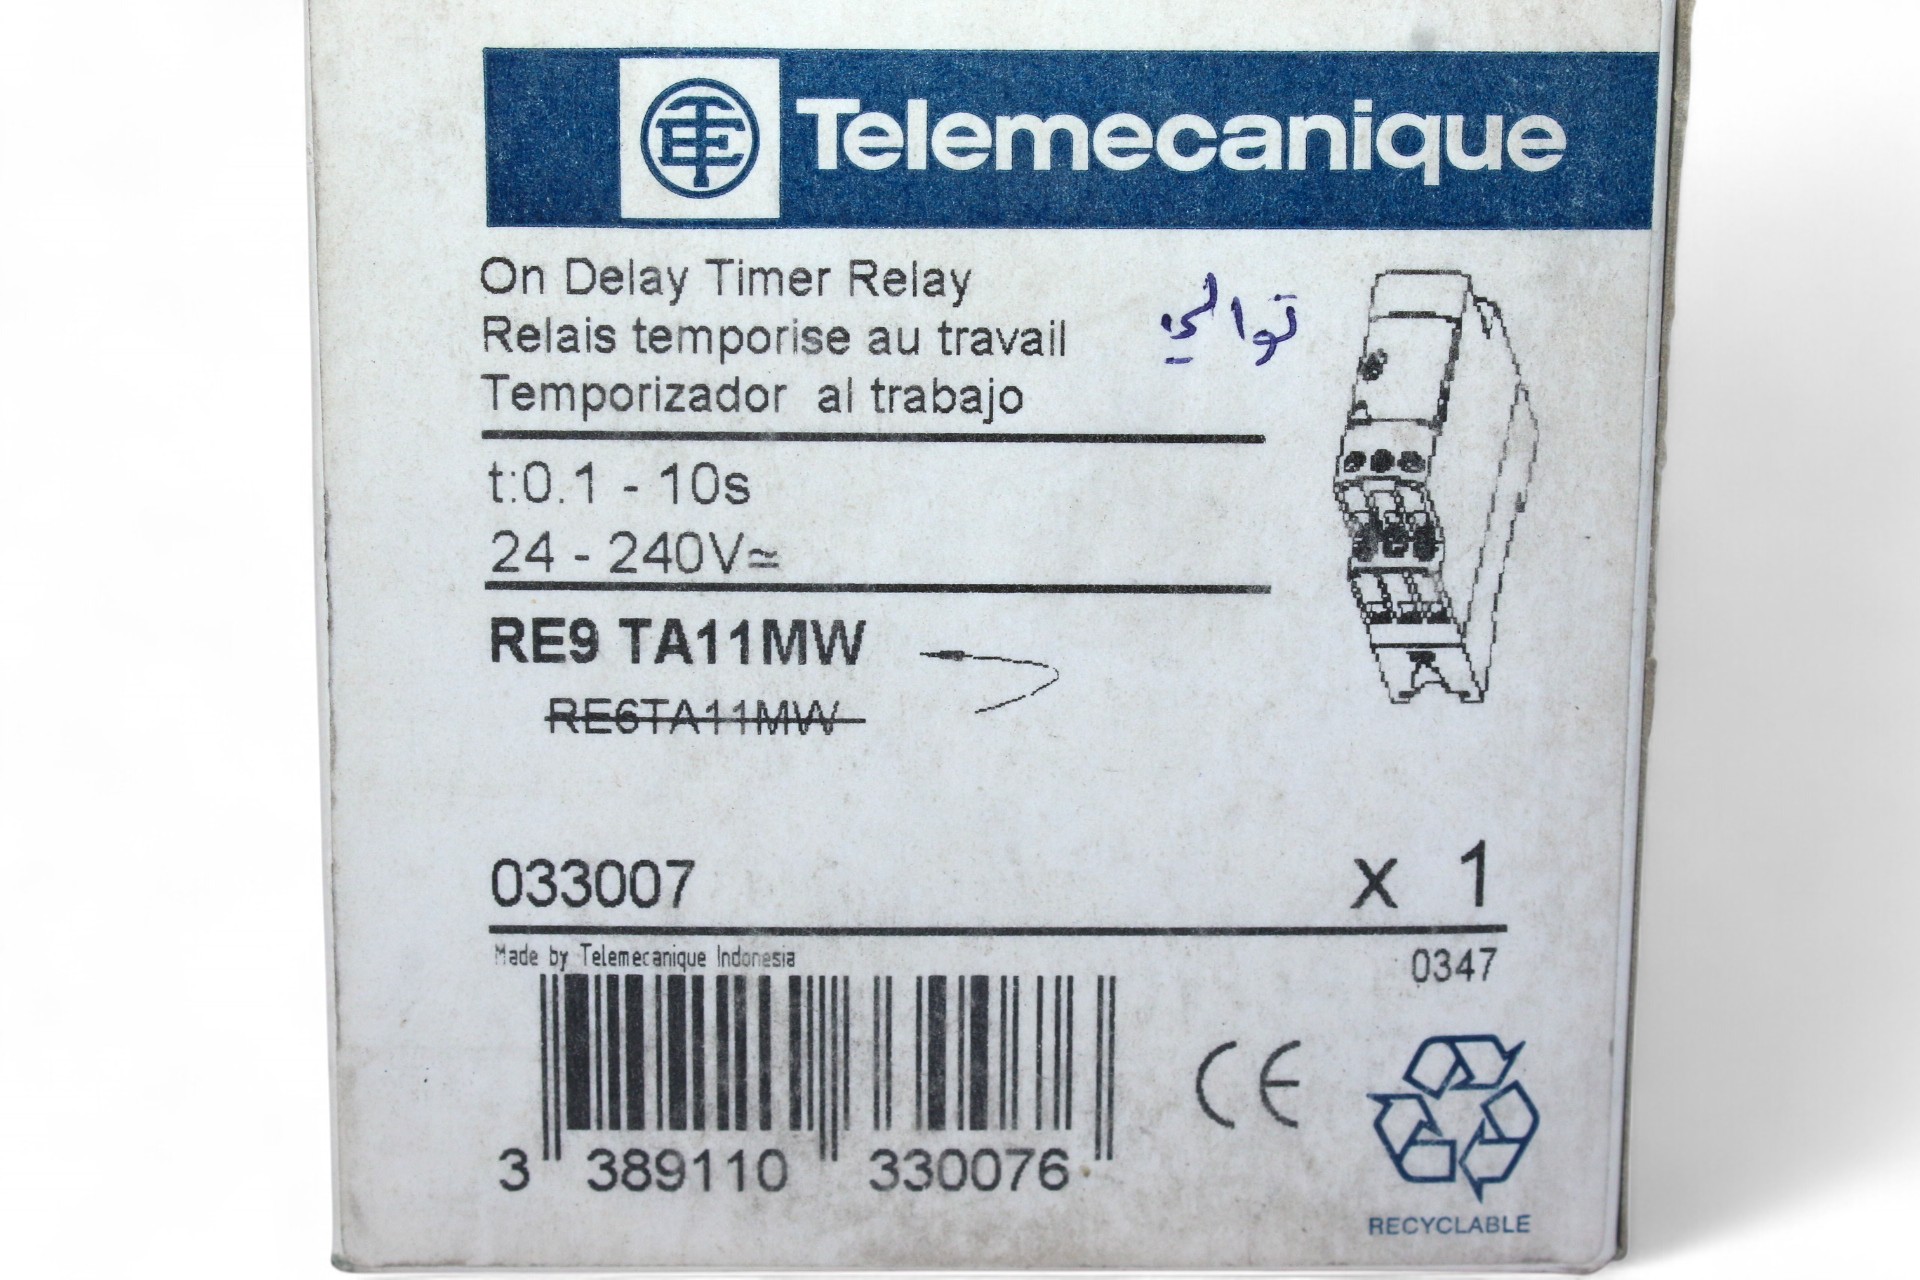 TE Telemecanique
On Delay Timer Relay
Relais temporise au travail
Temporizador al trabajo
توالي
t:0.1 - 10s
24 - 240V≃
RE9 TA11MW
RE6TA11MW
033007 x 1
Made by Telemecanique Indonesia
0347
3 389110 330076
CE
RECYCLABLE